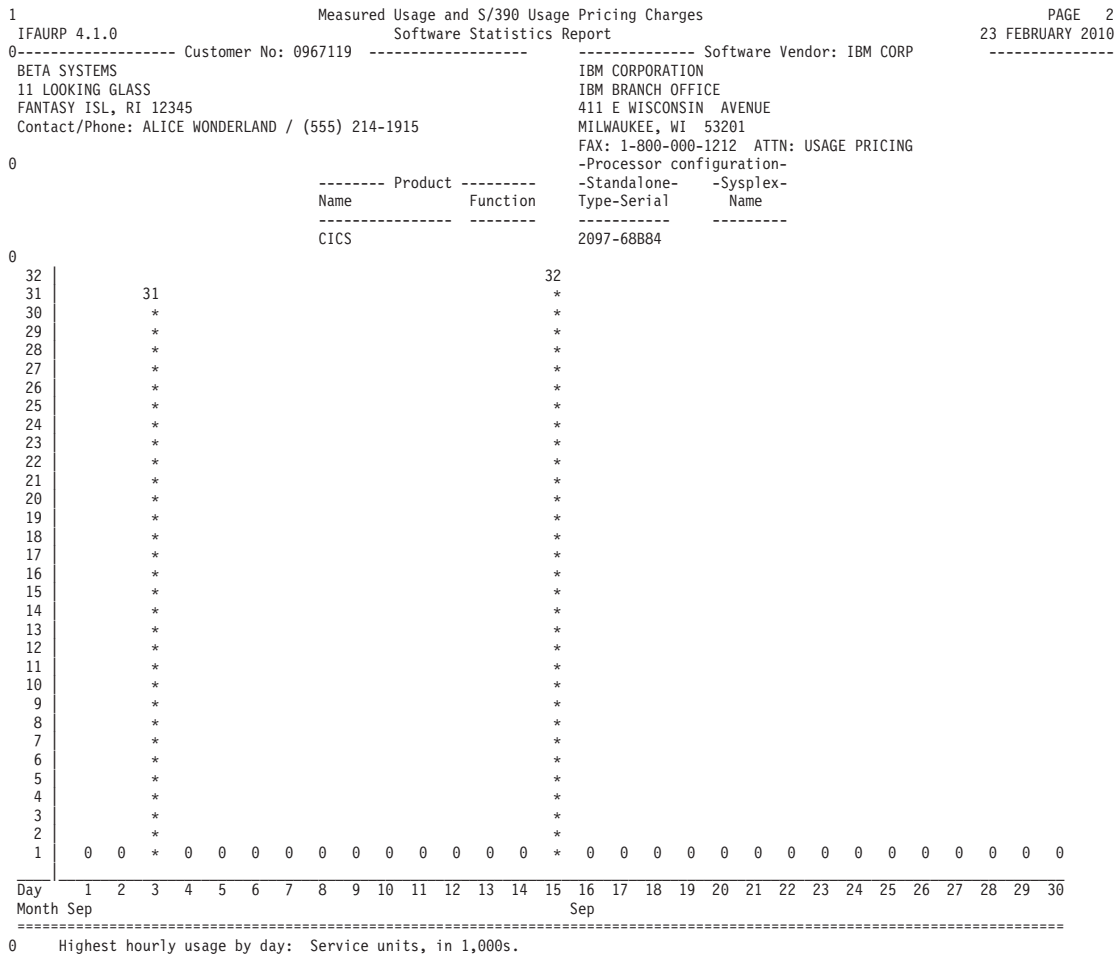 1                                    Measured Usage and S/390 Usage Pricing Charges                                         PAGE   2
 IFAURP 4.1.0                                 Software Statistics Report                                            23 FEBRUARY 2010
0------------------- Customer No: 0967119  -------------------      -------------- Software Vendor: IBM CORP         ---------------
 BETA SYSTEMS                                                       IBM CORPORATION
 11 LOOKING GLASS                                                   IBM BRANCH OFFICE
 FANTASY ISL, RI 12345                                              411 E WISCONSIN  AVENUE
 Contact/Phone: ALICE WONDERLAND / (555) 214-1915                   MILWAUKEE, WI  53201
                                                                    FAX: 1-800-000-1212  ATTN: USAGE PRICING
0                                                                   -Processor configuration-
                                     -------- Product ---------     -Standalone-    -Sysplex-
                                     Name              Function     Type-Serial       Name
                                     ---------------- --------     -----------     ---------
                                     CICS                           2097-68B84
0
  32 |                                                          32
  31 |          31                                               *
  30 |           *                                               *
  29 |           *                                               *
  28 |           *                                               *
  27 |           *                                               *
  26 |           *                                               *
  25 |           *                                               *
  24 |           *                                               *
  23 |           *                                               *
  22 |           *                                               *
  21 |           *                                               *
  20 |           *                                               *
  19 |           *                                               *
  18 |           *                                               *
  17 |           *                                               *
  16 |           *                                               *
  15 |           *                                               *
  14 |           *                                               *
  13 |           *                                               *
  12 |           *                                               *
  11 |           *                                               *
  10 |           *                                               *
   9 |           *                                               *
   8 |           *                                               *
   7 |           *                                               *
   6 |           *                                               *
   5 |           *                                               *
   4 |           *                                               *
   3 |           *                                               *
   2 |           *                                               *
   1 |   0   0   *   0   0   0   0   0   0   0   0   0   0   0   *   0   0   0   0   0   0   0   0   0   0   0   0   0   0   0
 Day     1   2   3   4   5   6   7   8   9  10  11  12  13  14  15  16  17  18  19  20  21  22  23  24  25  26  27  28  29  30
 Month Sep                                                         Sep
 =============================================================================================================================
0     Highest hourly usage by day:  Service units, in 1,000s.